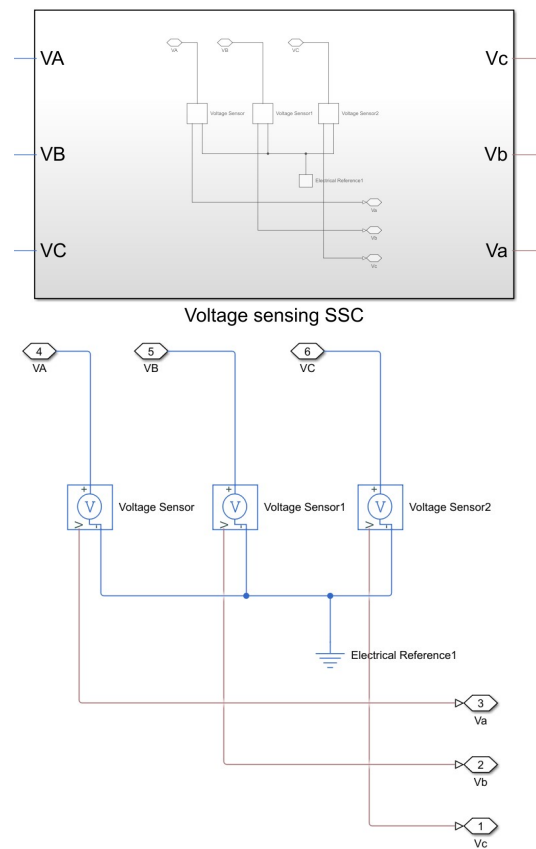 VA
VB
VC
VA
VB
VC
Vc
Voltage Sensor
Voltage Sensor1
Voltage Sensor2
Vb
Electrical Reference1
Va
Vb
Vc
Va
Voltage sensing SSC
4
5
6
VA
VB
VC
+
+
+
V
Voltage Sensor
V
Voltage Sensor1
V
Voltage Sensor2
V
-
V
-
V
-
Electrical Reference1
3
Va
2
Vb
1
Vc